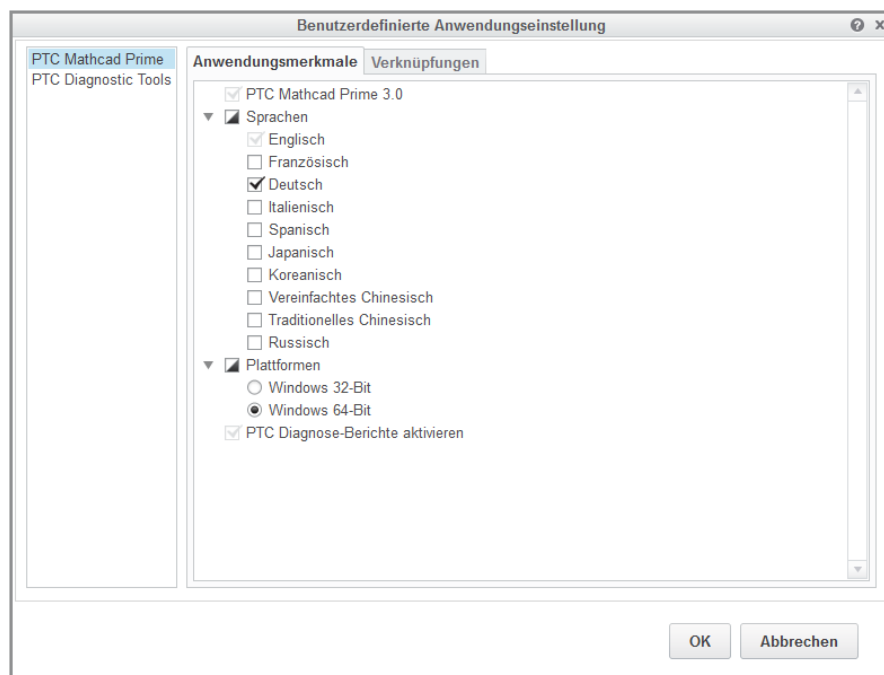 Benutzerdefinierte Anwendungseinstellung
PTC Mathcad Prime
PTC Diagnostic Tools
Anwendungsmerkmale
Verknüpfungen
PTC Mathcad Prime 3.0
Sprachen
Englisch
Französisch
Deutsch
Italienisch
Spanisch
Japanisch
Koreanisch
Vereinfachtes Chinesisch
Traditionelles Chinesisch
Russisch
Plattformen
Windows 32-Bit
Windows 64-Bit
PTC Diagnose-Berichte aktivieren
OK
Abbrechen